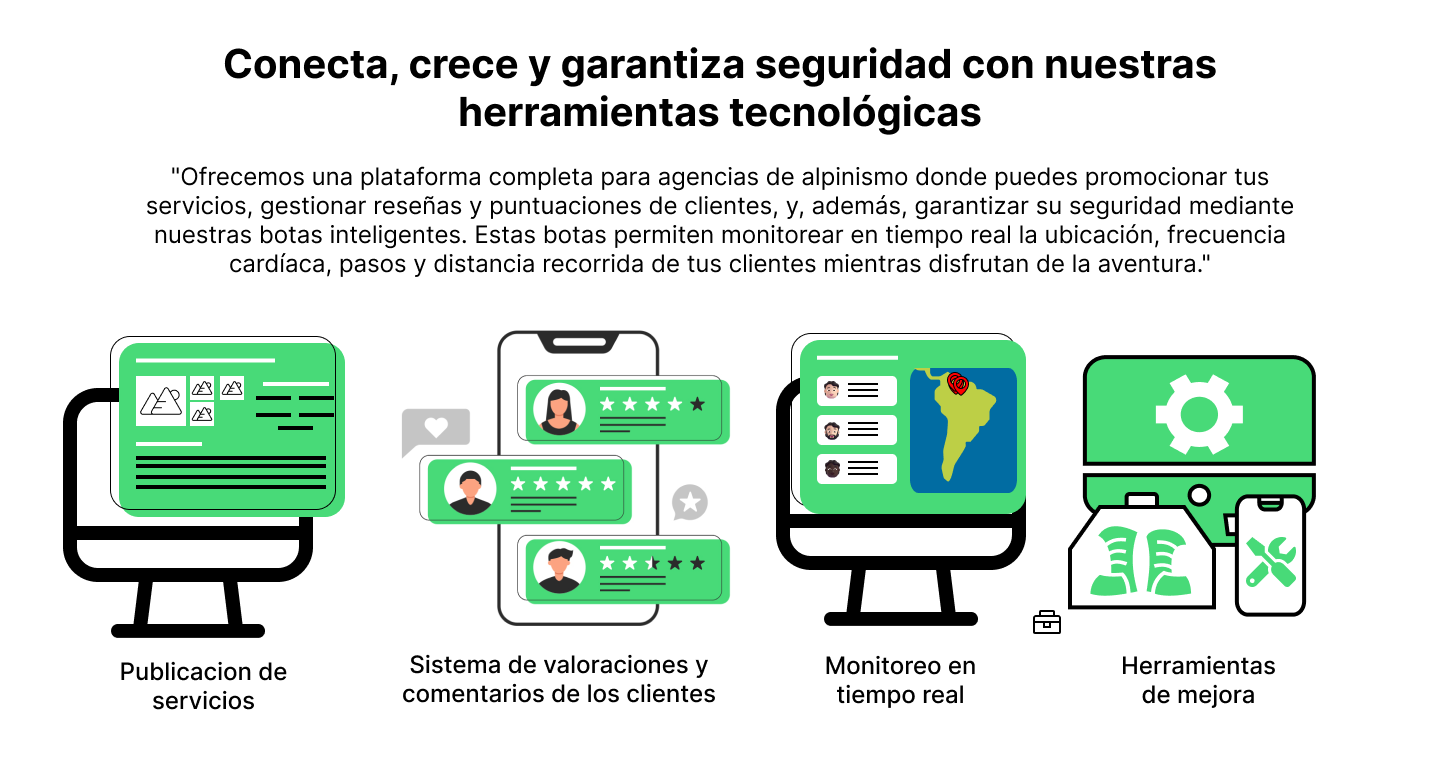 Conecta, crece y garantiza seguridad con nuestras
herramientas tecnológicas
"Ofrecemos una plataforma completa para agencias de alpinismo donde puedes promocionar tus
servicios, gestionar reseñas y puntuaciones de clientes, y, además, garantizar su seguridad mediante
nuestras botas inteligentes. Estas botas permiten monitorear en tiempo real la ubicación, frecuencia
cardíaca, pasos y distancia recorrida de tus clientes mientras disfrutan de la aventura."
Publicacion de
servicios
Sistema de valoraciones y
comentarios de los clientes
Monitoreo en
tiempo real
Herramientas
de mejora